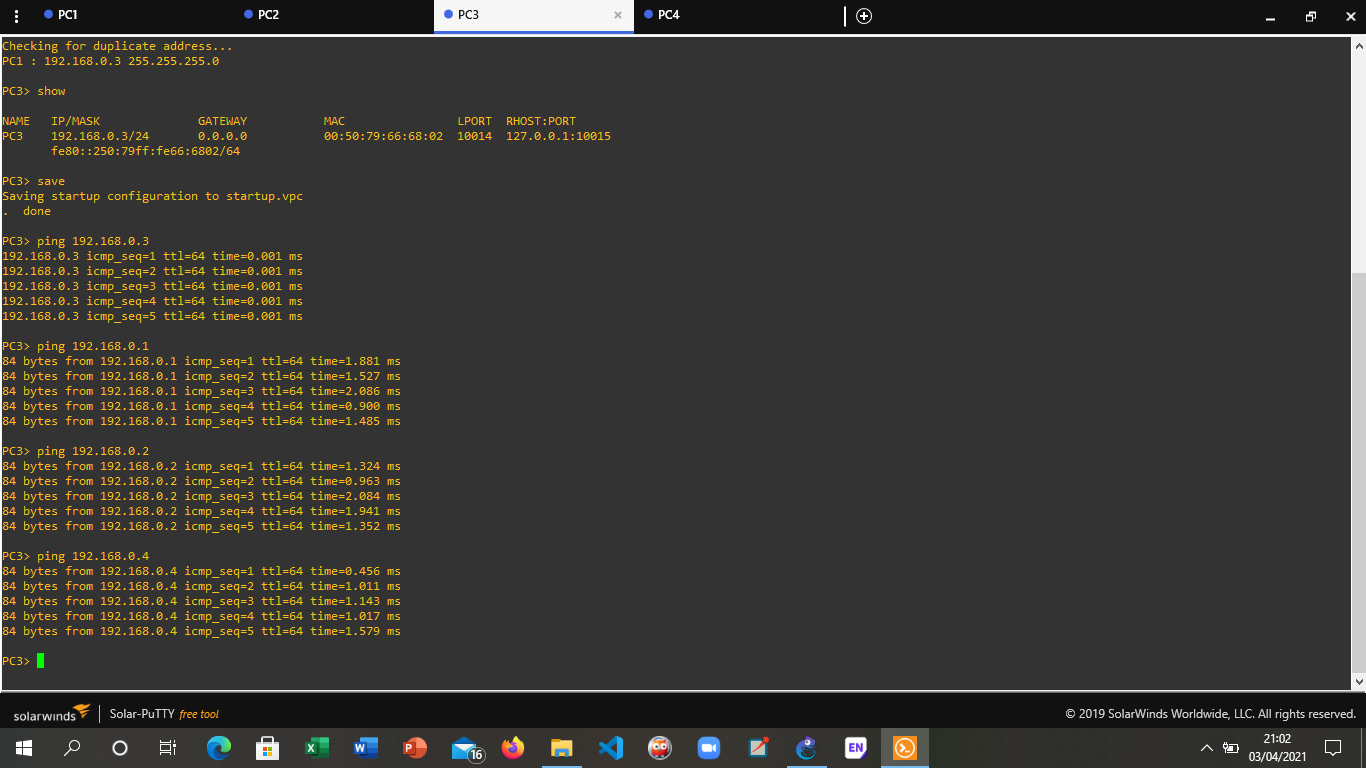 PC1
PC2
PC3
PC4
Checking for duplicate address...
PC1 : 192.168.0.3 255.255.255.0
PC3> show
NAME   IP/MASK              GATEWAY           MAC                LPORT  RHOST:PORT
PC3    192.168.0.3/24       0.0.0.0           00:50:79:66:68:02  10014  127.0.0.1:10015
       fe80::250:79ff:fe66:6802/64
PC3> save
Saving startup configuration to startup.vpc
.  done
PC3> ping 192.168.0.3
192.168.0.3 icmp_seq=1 ttl=64 time=0.001 ms
192.168.0.3 icmp_seq=2 ttl=64 time=0.001 ms
192.168.0.3 icmp_seq=3 ttl=64 time=0.001 ms
192.168.0.3 icmp_seq=4 ttl=64 time=0.001 ms
192.168.0.3 icmp_seq=5 ttl=64 time=0.001 ms
PC3> ping 192.168.0.1
84 bytes from 192.168.0.1 icmp_seq=1 ttl=64 time=1.881 ms
84 bytes from 192.168.0.1 icmp_seq=2 ttl=64 time=1.527 ms
84 bytes from 192.168.0.1 icmp_seq=3 ttl=64 time=2.086 ms
84 bytes from 192.168.0.1 icmp_seq=4 ttl=64 time=0.900 ms
84 bytes from 192.168.0.1 icmp_seq=5 ttl=64 time=1.485 ms
PC3> ping 192.168.0.2
84 bytes from 192.168.0.2 icmp_seq=1 ttl=64 time=1.324 ms
84 bytes from 192.168.0.2 icmp_seq=2 ttl=64 time=0.963 ms
84 bytes from 192.168.0.2 icmp_seq=3 ttl=64 time=2.084 ms
84 bytes from 192.168.0.2 icmp_seq=4 ttl=64 time=1.941 ms
84 bytes from 192.168.0.2 icmp_seq=5 ttl=64 time=1.352 ms
PC3> ping 192.168.0.4
84 bytes from 192.168.0.4 icmp_seq=1 ttl=64 time=0.456 ms
84 bytes from 192.168.0.4 icmp_seq=2 ttl=64 time=1.011 ms
84 bytes from 192.168.0.4 icmp_seq=3 ttl=64 time=1.143 ms
84 bytes from 192.168.0.4 icmp_seq=4 ttl=64 time=1.017 ms
84 bytes from 192.168.0.4 icmp_seq=5 ttl=64 time=1.579 ms
PC3>
solarwinds Solar-PuTTY free tool
© 2019 SolarWinds Worldwide, LLC. All rights reserved.
16
EN
21:02
03/04/2021